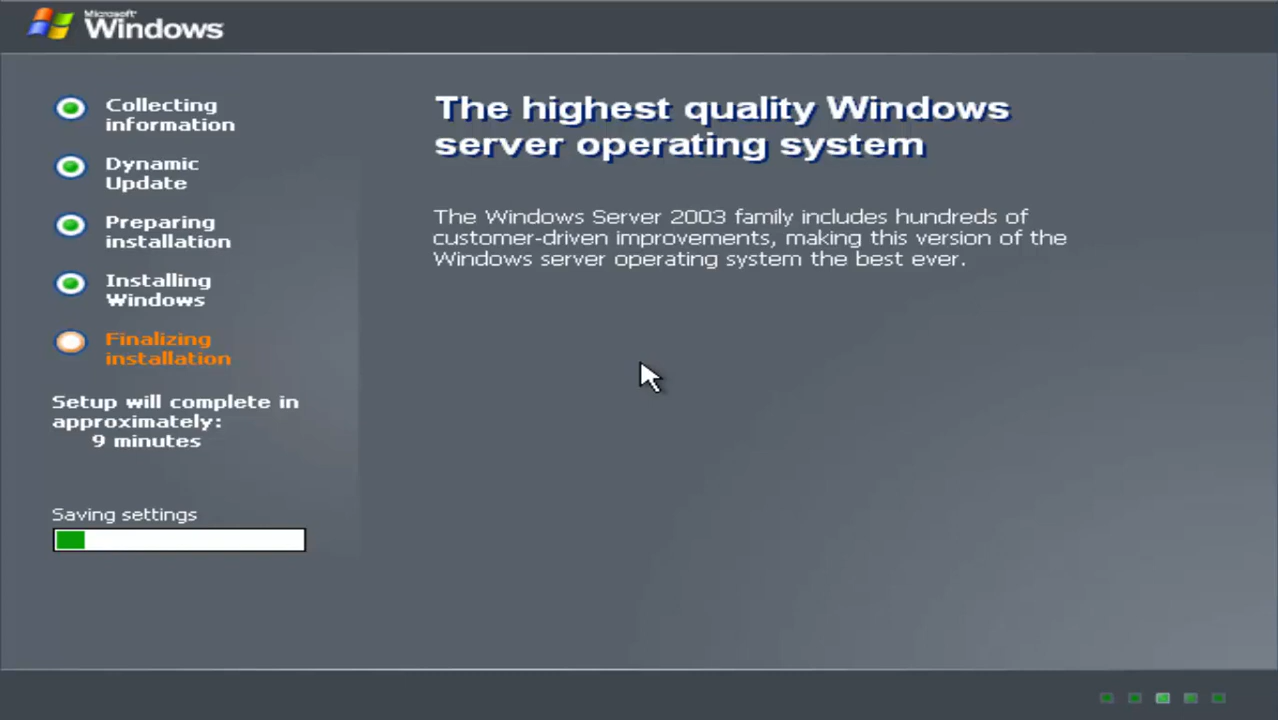 Microsoft
Windows
Collecting
information
Dynamic
Update
Preparing
installation
Installing
Windows
Finalizing
installation
Setup will complete in
approximately:
9 minutes
Saving settings
The highest quality Windows
server operating system
The Windows Server 2003 family includes hundreds of
customer-driven improvements, making this version of the
Windows server operating system the best ever.